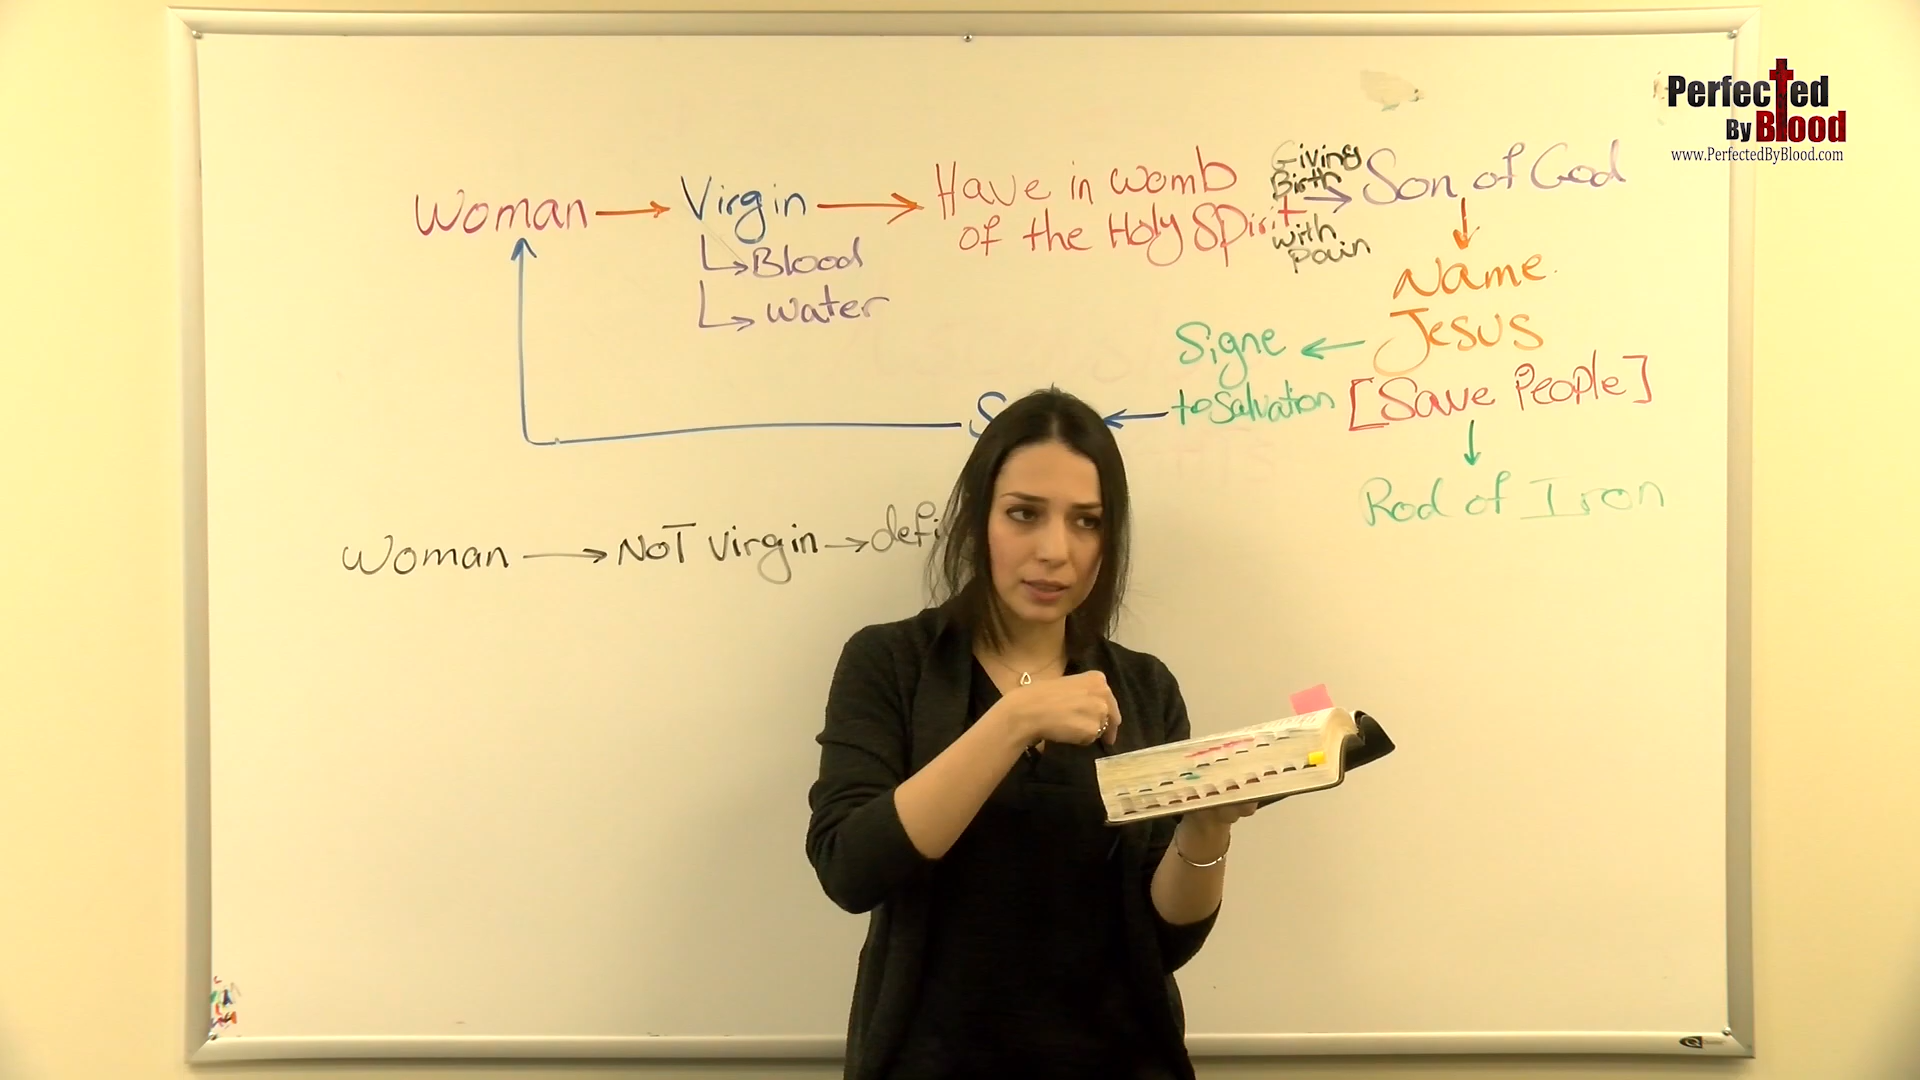 Perfected
By Blood
www.PerfectedByBlood.com
Woman → Virgin → Have in womb
of the Holy Spirit
Giving
Birth
with
Pain
→ Son of God
↳ Blood
↳ water
Name
Jesus
[Save People]
Signe
to Salvation
Rod of Iron
Woman → NOT Virgin →